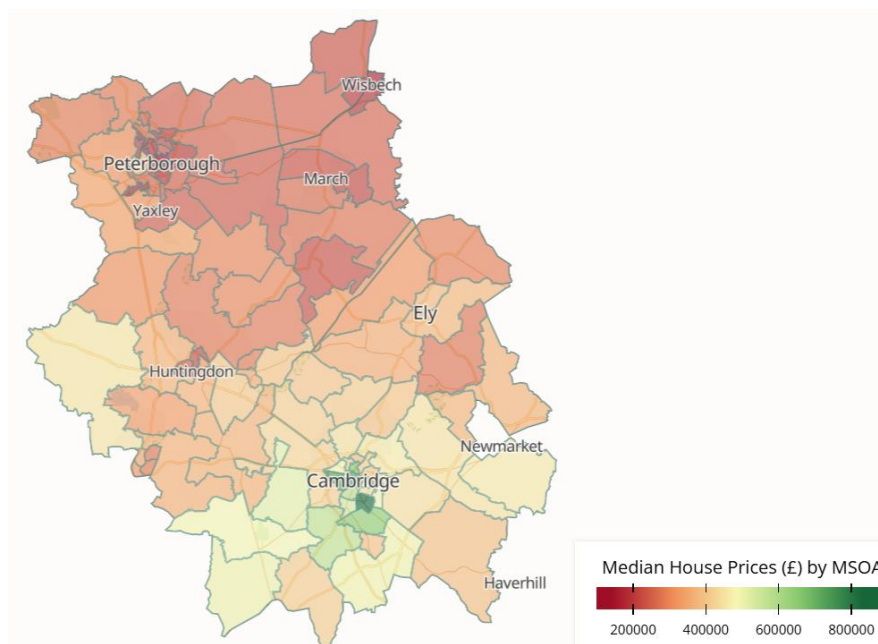 Wisbech
Peterborough
March
Yaxley
Ely
Huntingdon
Newmarket
Cambridge
Median House Prices (£) by MSOA
Haverhill
200000 400000 600000 800000